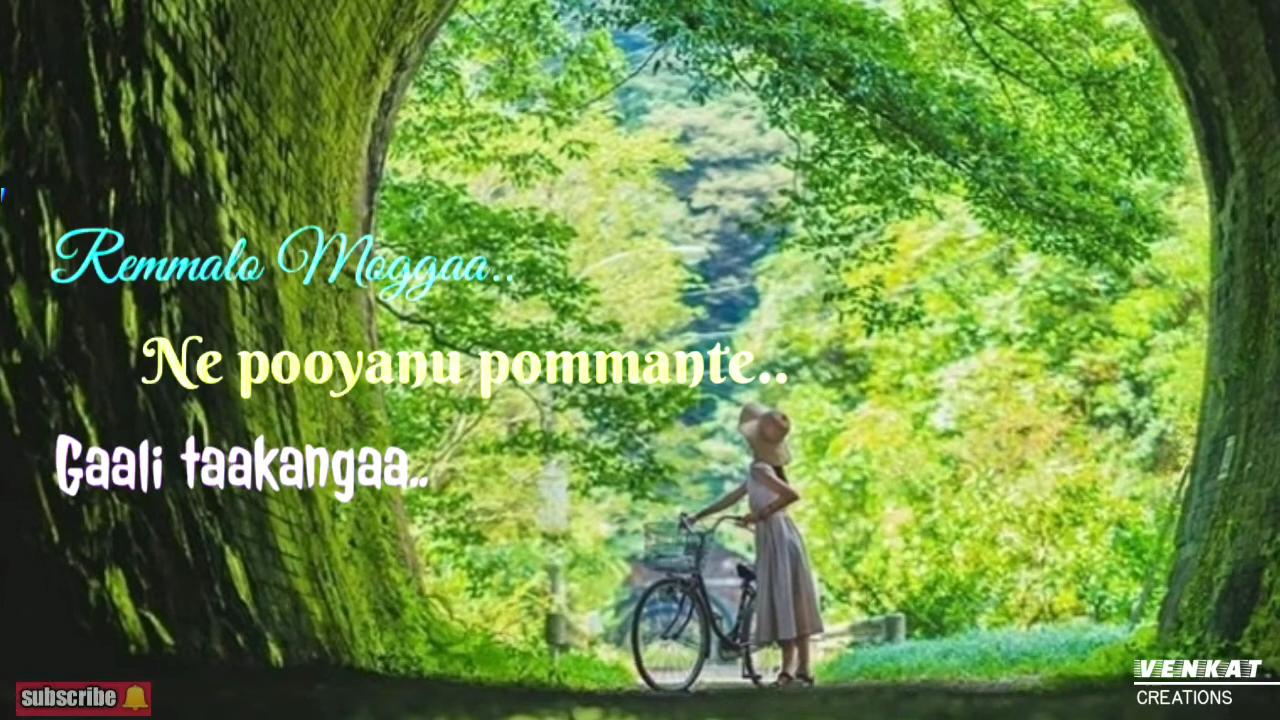 Remmalo Moggaa..
Ne pooyanu pommante..
Gaali taakangaa..
subscribe
VENKAT
CREATIONS